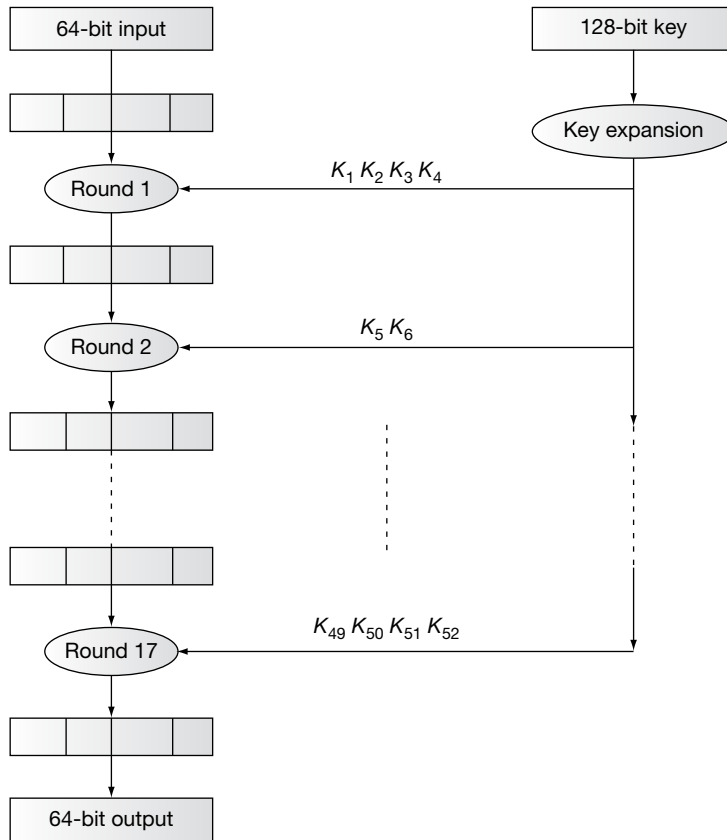 64-bit input
128-bit key
Key expansion
Round 1
K₁ K₂ K₃ K₄
Round 2
K₅ K₆
Round 17
K₄₉ K₅₀ K₅₁ K₅₂
64-bit output